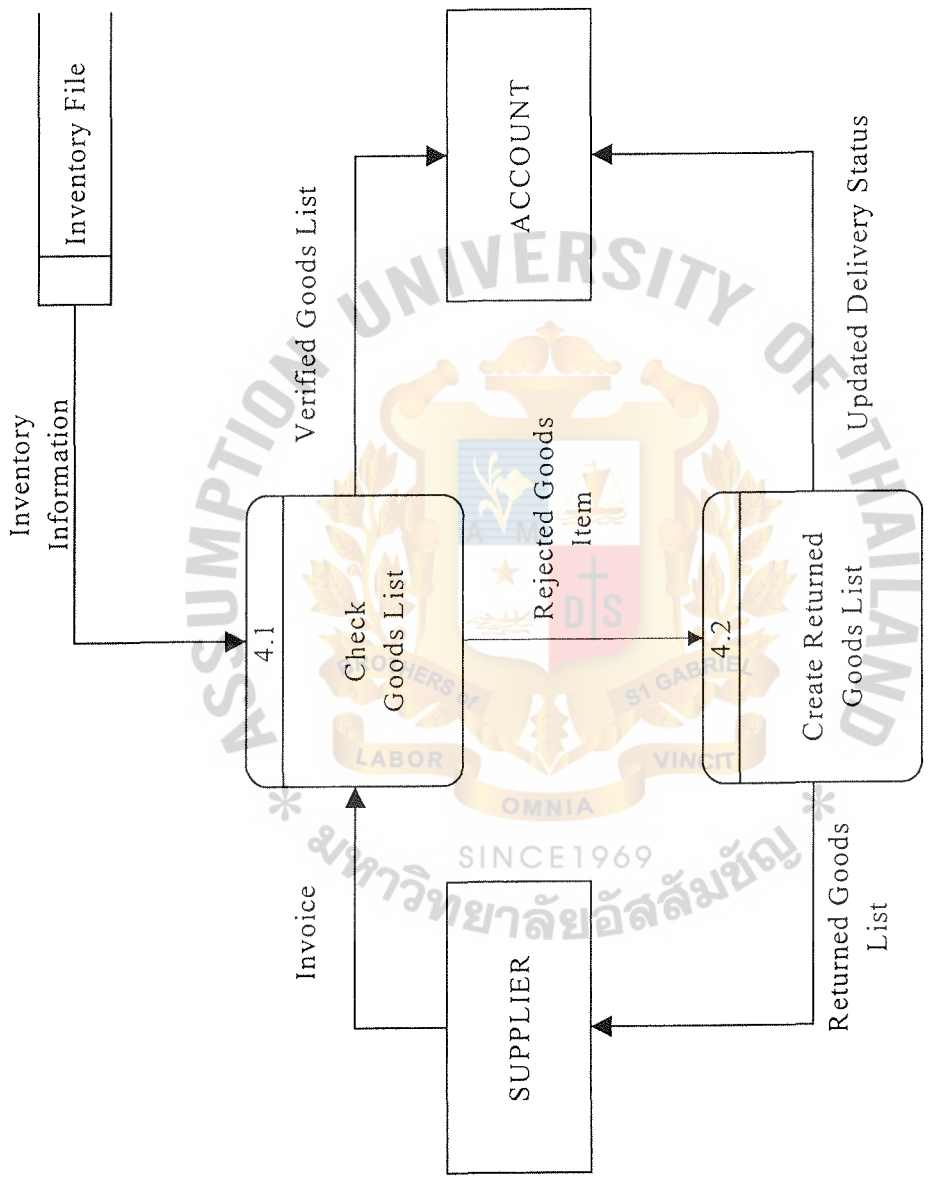 Inventory File
Inventory
Information
4.1
Check
Goods List
Invoice
SUPPLIER
Verified Goods List
ACCOUNT
Rejected Goods
Item
4.2
Create Returned
Goods List
Returned Goods
List
Updated Delivery Status
ASSUMPTION UNIVERSITY OF THAILAND
A M
D S
BROTHERS of
ST GABRIEL
LABOR
OMNIA
VINCIT
SINCE1969
* มหาวิทยาลัยอัสสัมชัญ *